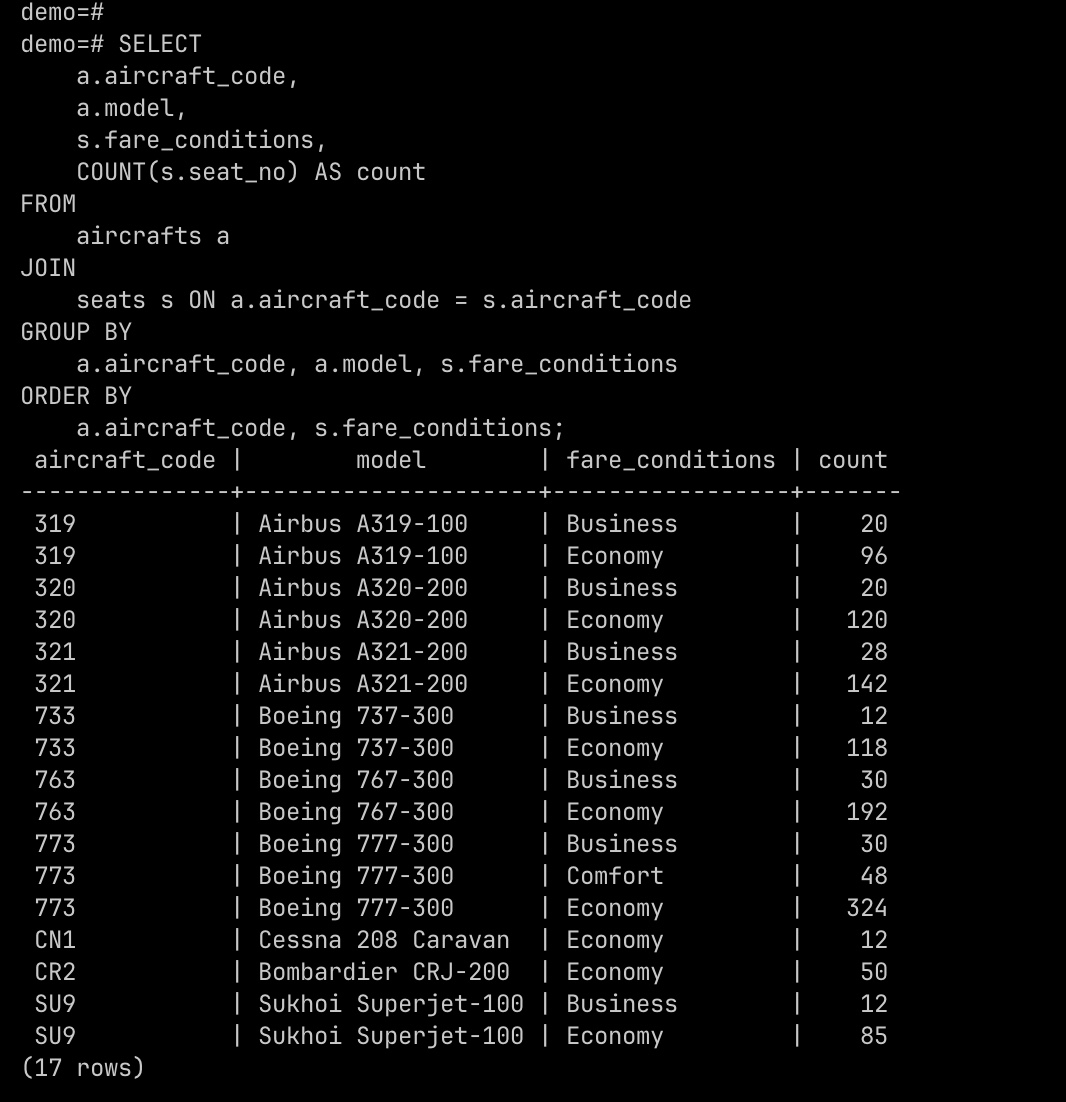 demo=#
demo=# SELECT
    a.aircraft_code,
    a.model,
    s.fare_conditions,
    COUNT(s.seat_no) AS count
FROM
    aircrafts a
JOIN
    seats s ON a.aircraft_code = s.aircraft_code
GROUP BY
    a.aircraft_code, a.model, s.fare_conditions
ORDER BY
    a.aircraft_code, s.fare_conditions;
 aircraft_code |        model        | fare_conditions | count
---------------+---------------------+-----------------+-------
 319           | Airbus A319-100     | Business        |    20
 319           | Airbus A319-100     | Economy         |    96
 320           | Airbus A320-200     | Business        |    20
 320           | Airbus A320-200     | Economy         |   120
 321           | Airbus A321-200     | Business        |    28
 321           | Airbus A321-200     | Economy         |   142
 733           | Boeing 737-300      | Business        |    12
 733           | Boeing 737-300      | Economy         |   118
 763           | Boeing 767-300      | Business        |    30
 763           | Boeing 767-300      | Economy         |   192
 773           | Boeing 777-300      | Business        |    30
 773           | Boeing 777-300      | Comfort         |    48
 773           | Boeing 777-300      | Economy         |   324
 CN1           | Cessna 208 Caravan  | Economy         |    12
 CR2           | Bombardier CRJ-200  | Economy         |    50
 SU9           | Sukhoi Superjet-100 | Business        |    12
 SU9           | Sukhoi Superjet-100 | Economy         |    85
(17 rows)